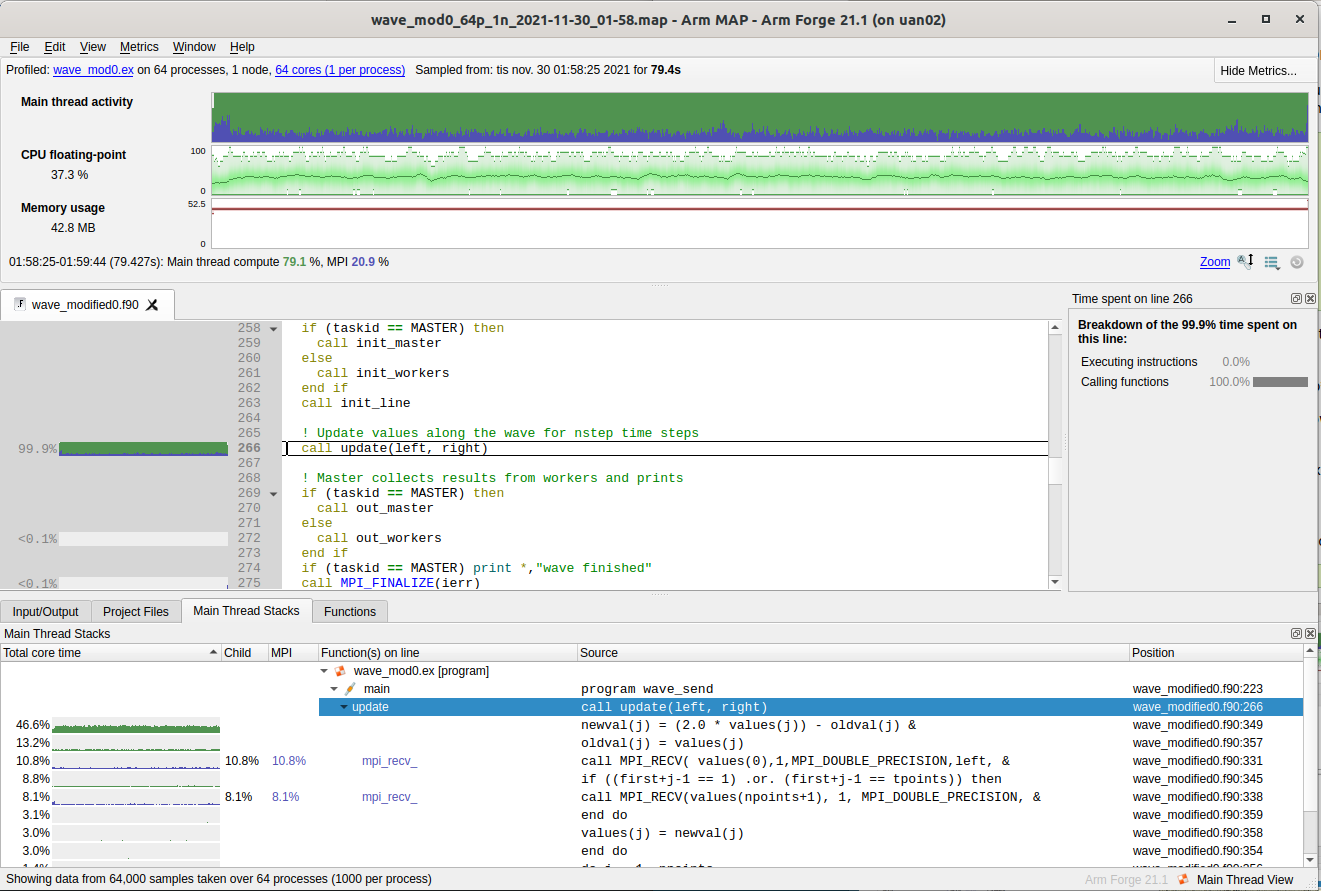 wave_mod0_64p_1n_2021-11-30_01-58.map - Arm MAP - Arm Forge 21.1 (on uan02)
File Edit View Metrics Window Help
Profiled: wave_mod0.ex on 64 processes, 1 node, 64 cores (1 per process) Sampled from: tis nov. 30 01:58:25 2021 for 79.4s
Hide Metrics...
Main thread activity
CPU floating-point
37.3 %
100
0
Memory usage
42.8 MB
52.5
0
01:58:25-01:59:44 (79.427s): Main thread compute 79.1 %, MPI 20.9 %
Zoom
wave_modified0.f90
258 if (taskid == MASTER) then
259 call init_master
260 else
261 call init_workers
262 end if
263 call init_line
264
265 ! Update values along the wave for nstep time steps
99.9% 266 call update(left, right)
267
268 ! Master collects results from workers and prints
269 if (taskid == MASTER) then
270 call out_master
271 else
<0.1% 272 call out_workers
273 end if
274 if (taskid == MASTER) print *,"wave finished"
<0.1% 275 call MPI_FINALIZE(ierr)
Time spent on line 266
Breakdown of the 99.9% time spent on
this line:
Executing instructions 0.0%
Calling functions 100.0%
Input/Output Project Files Main Thread Stacks Functions
Main Thread Stacks
Total core time Child MPI Function(s) on line Source Position
wave_mod0.ex [program]
main program wave_send wave_modified0.f90:223
update call update(left, right) wave_modified0.f90:266
46.6% newval(j) = (2.0 * values(j)) - oldval(j) & wave_modified0.f90:349
13.2% oldval(j) = values(j) wave_modified0.f90:357
10.8% 10.8% 10.8% mpi_recv_ call MPI_RECV( values(0),1,MPI_DOUBLE_PRECISION,left, & wave_modified0.f90:331
8.8% if ((first+j-1 == 1) .or. (first+j-1 == tpoints)) then wave_modified0.f90:345
8.1% 8.1% 8.1% mpi_recv_ call MPI_RECV(values(npoints+1), 1, MPI_DOUBLE_PRECISION, & wave_modified0.f90:338
3.1% end do wave_modified0.f90:359
3.0% values(j) = newval(j) wave_modified0.f90:358
3.0% end do wave_modified0.f90:354
Showing data from 64,000 samples taken over 64 processes (1000 per process)
Arm Forge 21.1 Main Thread View